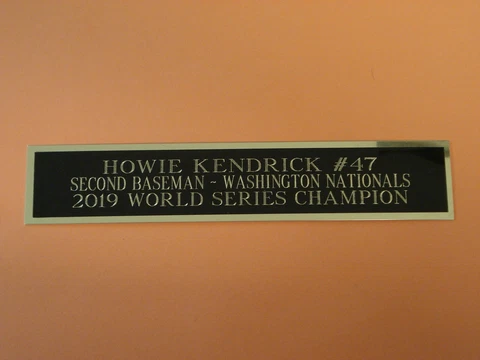 HOWIE KENDRICK #47
SECOND BASEMAN ~ WASHINGTON NATIONALS
2019 WORLD SERIES CHAMPION